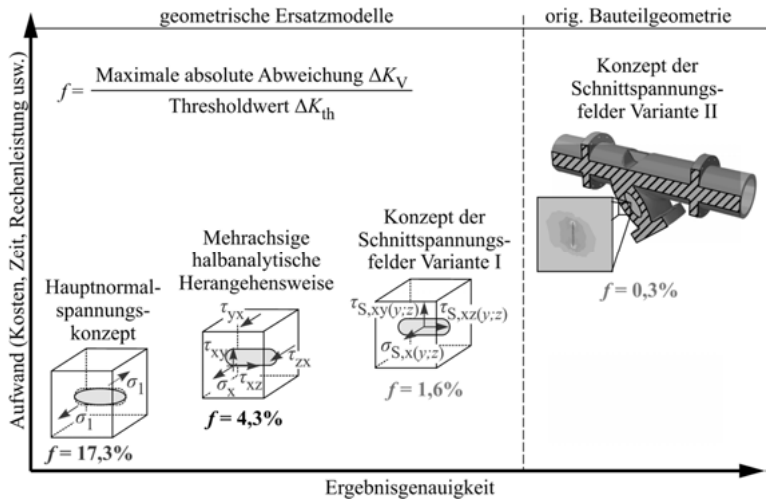 geometrische Ersatzmodelle
orig. Bauteilgeometrie
Aufwand (Kosten, Zeit, Rechenleistung usw.)
f = Maximale absolute Abweichung ΔK_V
Thresholdwert ΔK_th
Konzept der
Schnittspannungs-
felder Variante II
f = 0,3%
Konzept der
Schnittspannungs-
felder Variante I
τ_S,xy(y;z)
τ_S,xz(y;z)
σ_S,x(y;z)
f = 1,6%
Mehrachsige
halbanalytische
Herangehensweise
τ_yx
τ_xy
τ_zx
σ_x
τ_xz
f = 4,3%
Hauptnormal-
spannungs-
konzept
σ_1
σ_1
f = 17,3%
Ergebnisgenauigkeit